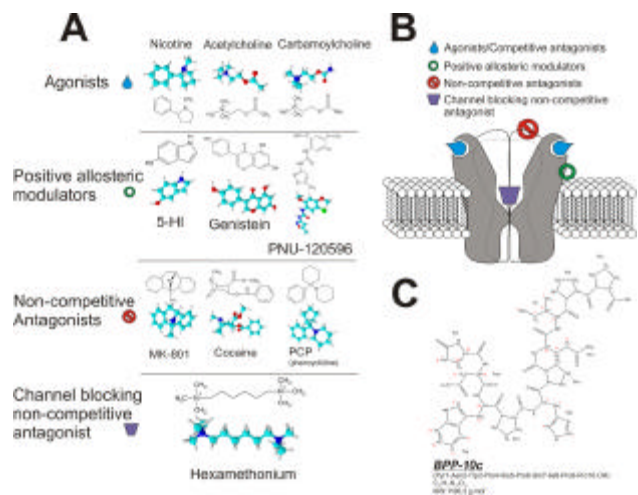 A
Nicotine
Acetylcholine
Carbamoylcholine
Agonists
Positive allosteric
modulators
5-HI
Genistein
PNU-120596
Non-competitive
Antagonists
MK-801
Cocaine
PCP
(phencyclidine)
Channel blocking
non-competitive
antagonist
Hexamethonium
B
Agonists/Competitive antagonists
Positive allosteric modulators
Non-competitive antagonists
Channel blocking non-competitive
antagonist
C
BPP-10c